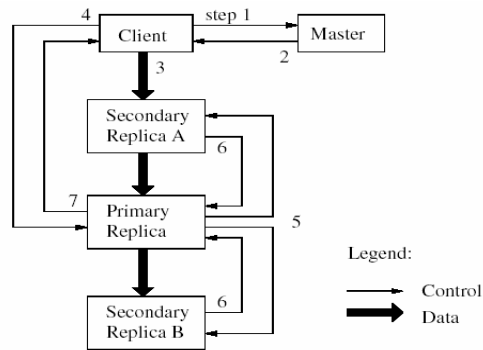 4
step 1
Client
Master
2
3
Secondary
Replica A
6
7
Primary
Replica
5
Legend:
6
Control
Secondary
Replica B
Data